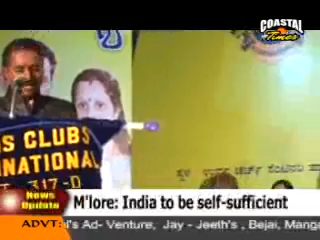 COASTAL
Times
NS CLUBS
NATIONAL
317-D
News
Update
M'lore: India to be self-sufficient
ADVT:
l's Ad- Venture, Jay - Jeeth's, Bejai, Manga